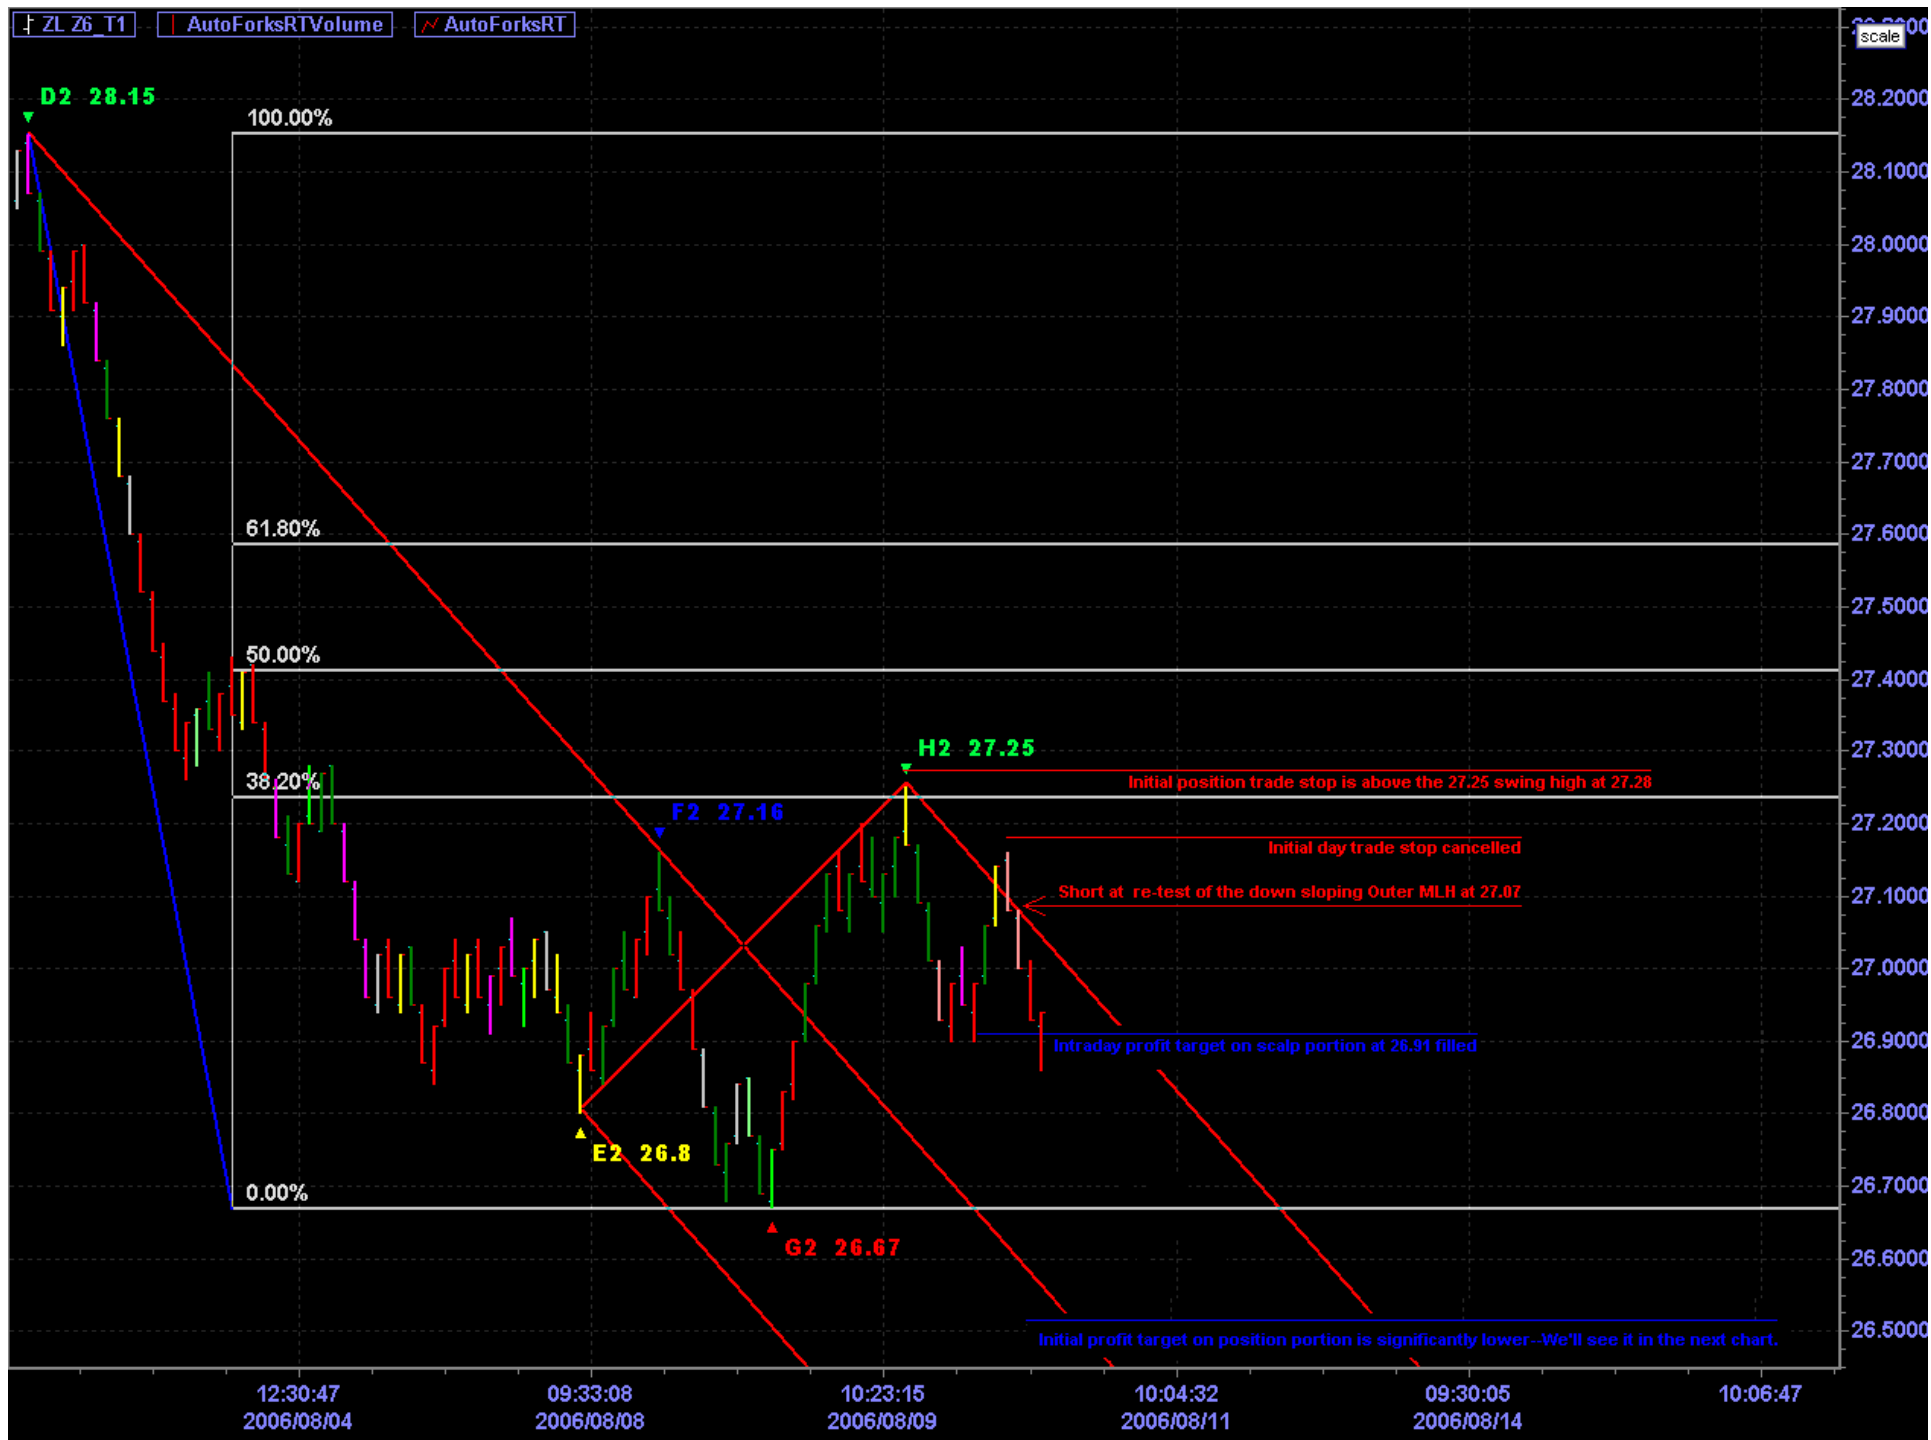 ZL Z6_T1 AutoForksRTVolume AutoForksRT
scale
D2 28.15
28.2000
100.00%
28.1000
28.0000
27.9000
27.8000
27.7000
61.80%
27.6000
27.5000
50.00%
27.4000
H2 27.25
27.3000
38.20%
Initial position trade stop is above the 27.25 swing high at 27.28
F2 27.16
27.2000
Initial day trade stop cancelled
Short at re-test of the down sloping Outer MLH at 27.07
27.1000
27.0000
26.9000
Intraday profit target on scalp portion at 26.91 filled
26.8000
E2 26.8
0.00%
26.7000
G2 26.67
26.6000
26.5000
Initial profit target on position portion is significantly lower--We'll see it in the next chart.
12:30:47 09:33:08 10:23:15 10:04:32 09:30:05 10:06:47
2006/08/04 2006/08/08 2006/08/09 2006/08/11 2006/08/14